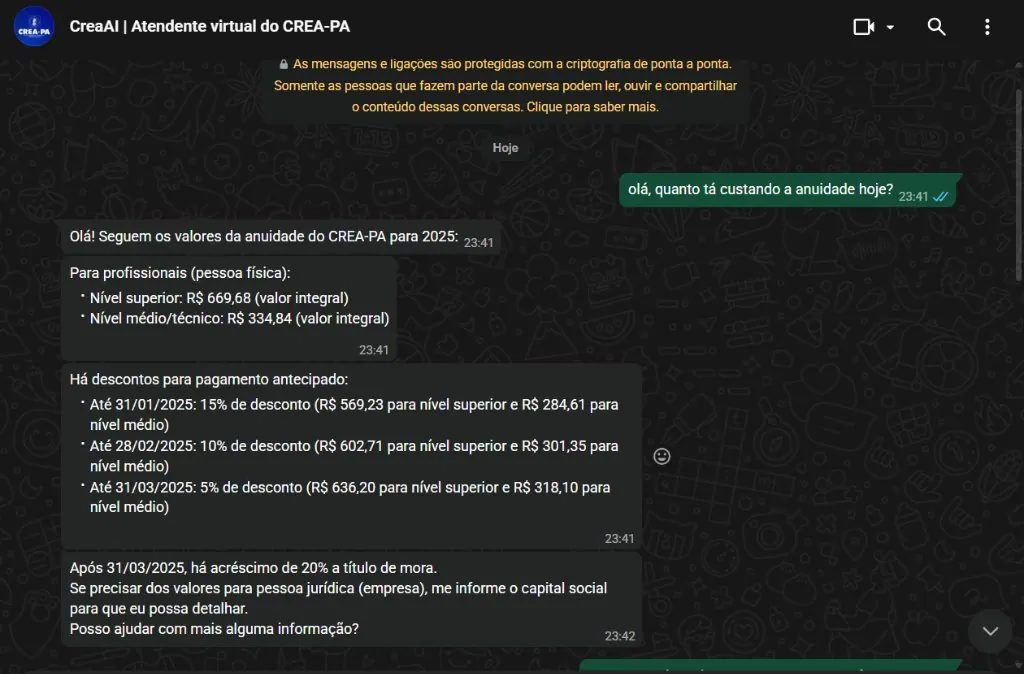 CREA-PA
CreaAI | Atendente virtual do CREA-PA
As mensagens e ligações são protegidas com a criptografia de ponta a ponta.
Somente as pessoas que fazem parte da conversa podem ler, ouvir e compartilhar
o conteúdo dessas conversas. Clique para saber mais.
Hoje
olá, quanto tá custando a anuidade hoje? 23:41
Olá! Seguem os valores da anuidade do CREA-PA para 2025: 23:41
Para profissionais (pessoa física):
• Nível superior: R$ 669,68 (valor integral)
• Nível médio/técnico: R$ 334,84 (valor integral)
23:41
Há descontos para pagamento antecipado:
• Até 31/01/2025: 15% de desconto (R$ 569,23 para nível superior e R$ 284,61 para
nível médio)
• Até 28/02/2025: 10% de desconto (R$ 602,71 para nível superior e R$ 301,35 para
nível médio)
• Até 31/03/2025: 5% de desconto (R$ 636,20 para nível superior e R$ 318,10 para
nível médio)
23:41
Após 31/03/2025, há acréscimo de 20% a título de mora.
Se precisar dos valores para pessoa jurídica (empresa), me informe o capital social
para que eu possa detalhar.
Posso ajudar com mais alguma informação?
23:42